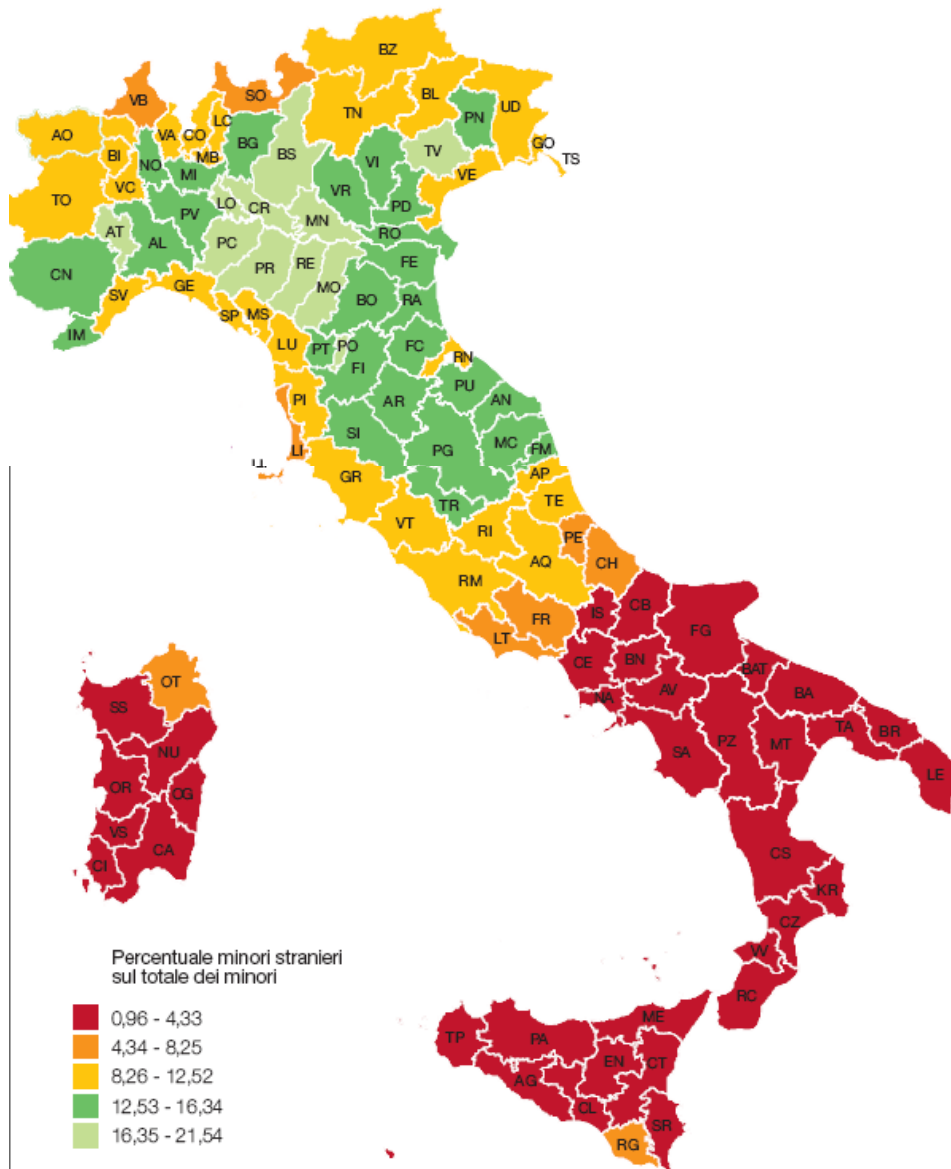 BZ
VB
SO
BL
UD
TN
PN
LC
AO
VA
CO
BG
BS
TV
GO
TS
BI
NO
MB
VI
MI
VE
VC
VR
TO
PV
LO
CR
PD
AT
MN
RO
AL
PC
CN
PR
RE
FE
GE
MO
SV
BO
RA
SP
MS
IM
LU
PT
PO
FC
RN
FI
PU
PI
AR
AN
SI
MC
LI
PG
FM
GR
AP
TE
TR
VT
RI
PE
AQ
CH
RM
FR
IS
CB
LT
FG
CE
BN
BAT
OT
AV
BA
SS
NA
TA
BR
NU
SA
PZ
MT
LE
OR
OG
VS
CA
CI
CS
KR
CZ
VV
RC
Percentuale minori stranieri
sul totale dei minori
0,96 - 4,33
4,34 - 8,25
8,26 - 12,52
12,53 - 16,34
16,35 - 21,54
ME
TP
PA
EN
CT
AG
CL
SR
RG